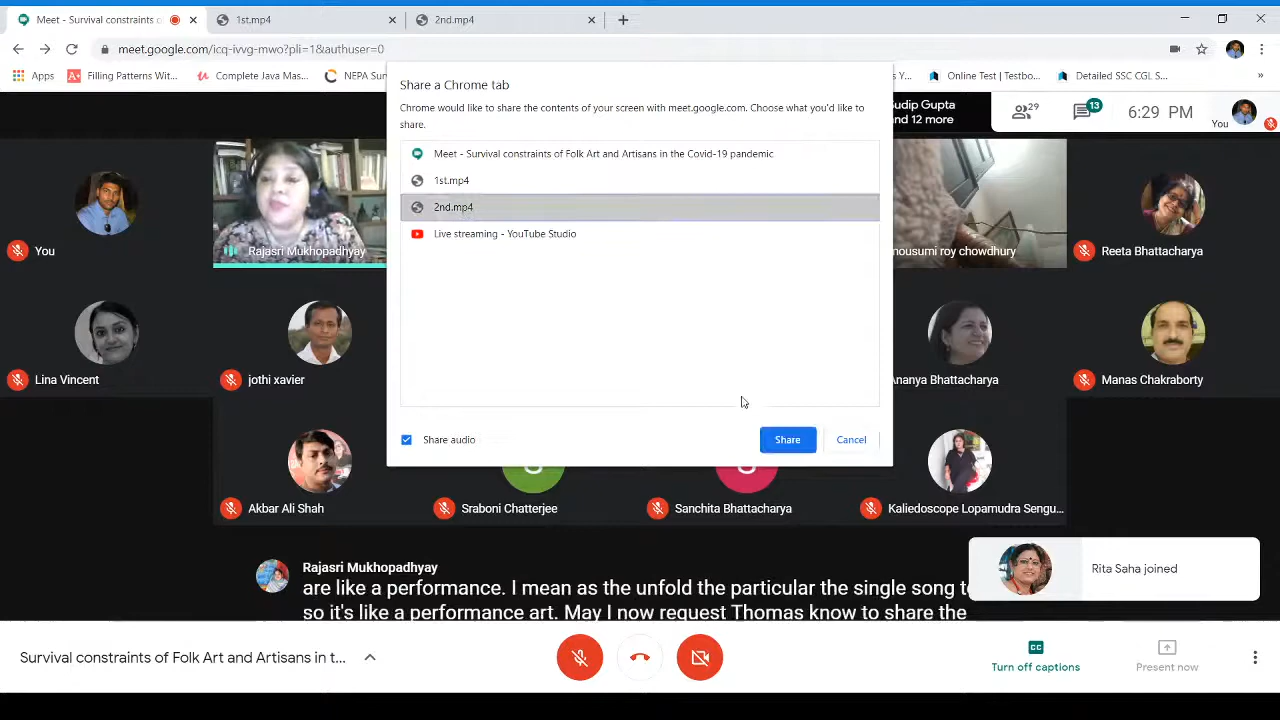 Meet - Survival constraints o
1st.mp4
2nd.mp4
meet.google.com/icq-ivvg-mwo?pli=1&authuser=0
Apps
Filling Patterns Wit...
Complete Java Mas...
NEPA Sur
s Y...
Online Test | Testbo...
Detailed SSC CGL S...
»
Share a Chrome tab
Chrome would like to share the contents of your screen with meet.google.com. Choose what you'd like to
share.
Meet - Survival constraints of Folk Art and Artisans in the Covid-19 pandemic
1st.mp4
2nd.mp4
Live streaming - YouTube Studio
Share audio
Share
Cancel
Sudip Gupta
and 12 more
29
13
6:29 PM
You
You
Rajasri Mukhopadhyay
mousumi roy chowdhury
Reeta Bhattacharya
Lina Vincent
jothi xavier
Ananya Bhattacharya
Manas Chakraborty
Akbar Ali Shah
Sraboni Chatterjee
Sanchita Bhattacharya
Kaliedoscope Lopamudra Sengu...
Rajasri Mukhopadhyay
are like a performance. I mean as the unfold the particular the single song t
so it's like a performance art. May I now request Thomas know to share the
Rita Saha joined
Survival constraints of Folk Art and Artisans in t...
CC
Turn off captions
Present now